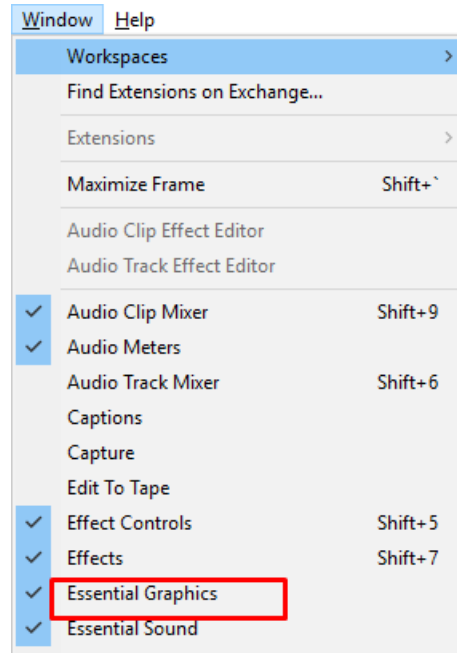 Window Help
Workspaces
Find Extensions on Exchange...
Extensions
Maximize Frame Shift+`
Audio Clip Effect Editor
Audio Track Effect Editor
Audio Clip Mixer Shift+9
Audio Meters
Audio Track Mixer Shift+6
Captions
Capture
Edit To Tape
Effect Controls Shift+5
Effects Shift+7
Essential Graphics
Essential Sound